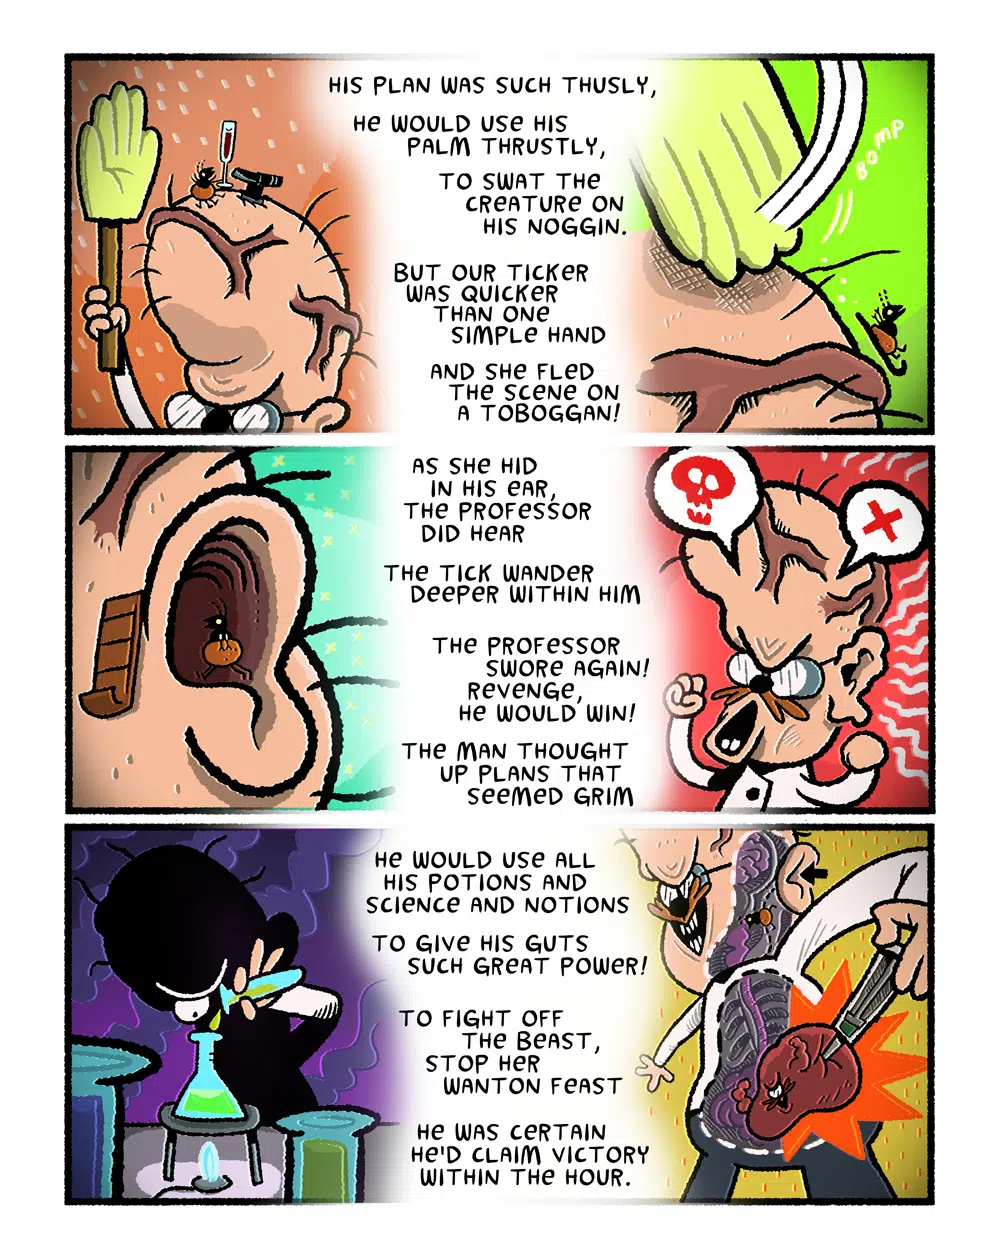 HIS PLAN WAS SUCH THUSLY,
HE WOULD USE HIS
PALM THRUSTLY,
TO SWAT THE
CREATURE ON
HIS NOGGIN.
BUT OUR TICKER
WAS QUICKER
THAN ONE
SIMPLE HAND
AND SHE FLED
THE SCENE ON
A TOBOGGAN!
BOMP
AS SHE HID
IN HIS EAR,
THE PROFESSOR
DID HEAR
THE TICK WANDER
DEEPER WITHIN HIM
THE PROFESSOR
SWORE AGAIN!
REVENGE,
HE WOULD WIN!
THE MAN THOUGHT
UP PLANS THAT
SEEMED GRIM
HE WOULD USE ALL
HIS POTIONS AND
SCIENCE AND NOTIONS
TO GIVE HIS GUTS
SUCH GREAT POWER!
TO FIGHT OFF
THE BEAST,
STOP HER
WANTON FEAST
HE WAS CERTAIN
HE'D CLAIM VICTORY
WITHIN THE HOUR.